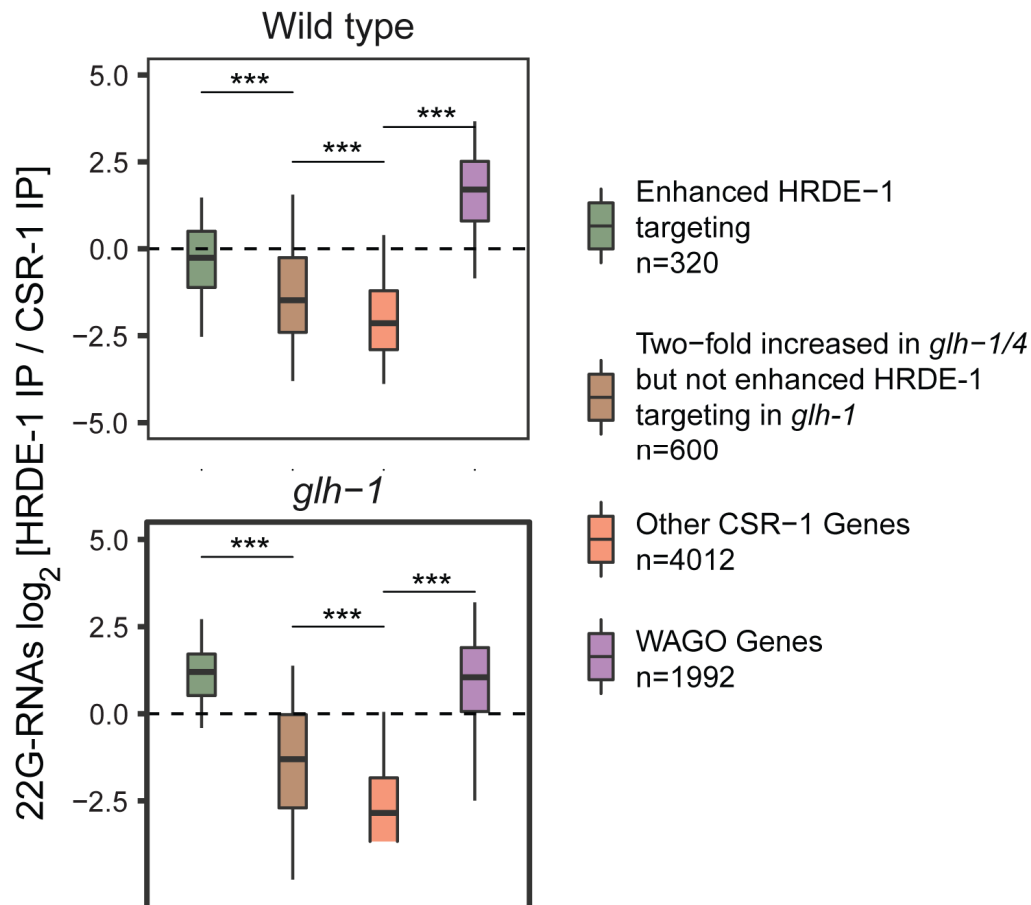 Wild type
22G-RNAs log2 [HRDE-1 IP / CSR-1 IP]
5.0
2.5
0.0
−2.5
−5.0
***
***
***
glh−1
5.0
2.5
0.0
−2.5
***
***
***
Enhanced HRDE−1
targeting
n=320
Two−fold increased in glh−1/4
but not enhanced HRDE-1
targeting in glh-1
n=600
Other CSR−1 Genes
n=4012
WAGO Genes
n=1992